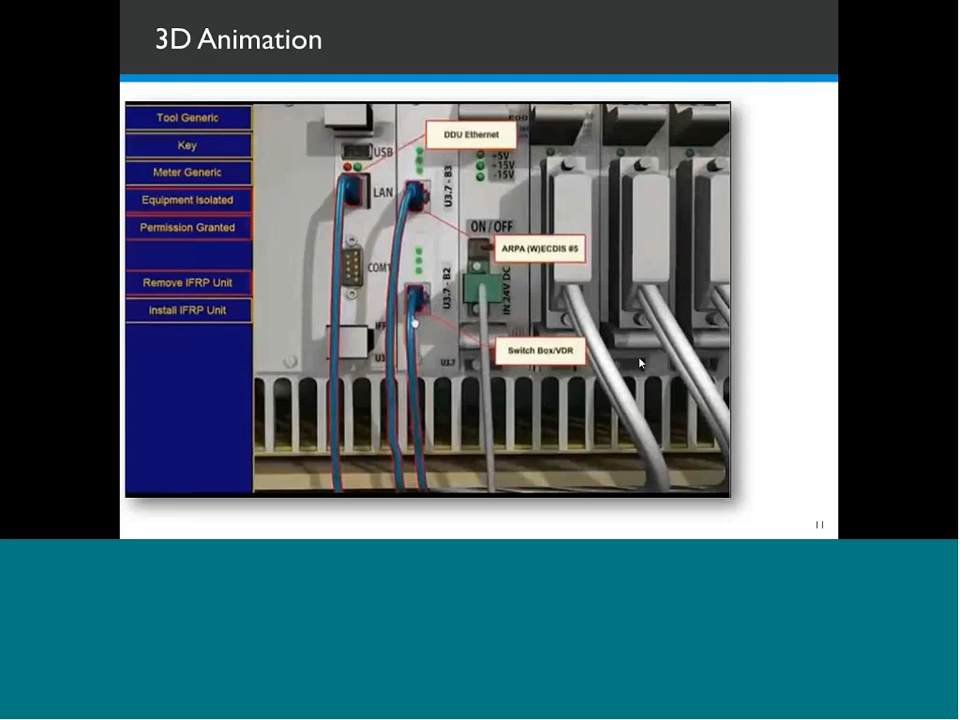 3D Animation
Tool Generic
Key
Meter Generic
Equipment Isolated
Permission Granted
Remove IFRP Unit
Install IFRP Unit
DDU Ethernet
USB
LAN
COM1
U3.7 - B3
U3.7 - B2
U3.7
+5V
+15V
-15V
ON / OFF
ARPA (W)ECDIS #5
IN 24V DC
Switch Box/VDR
11